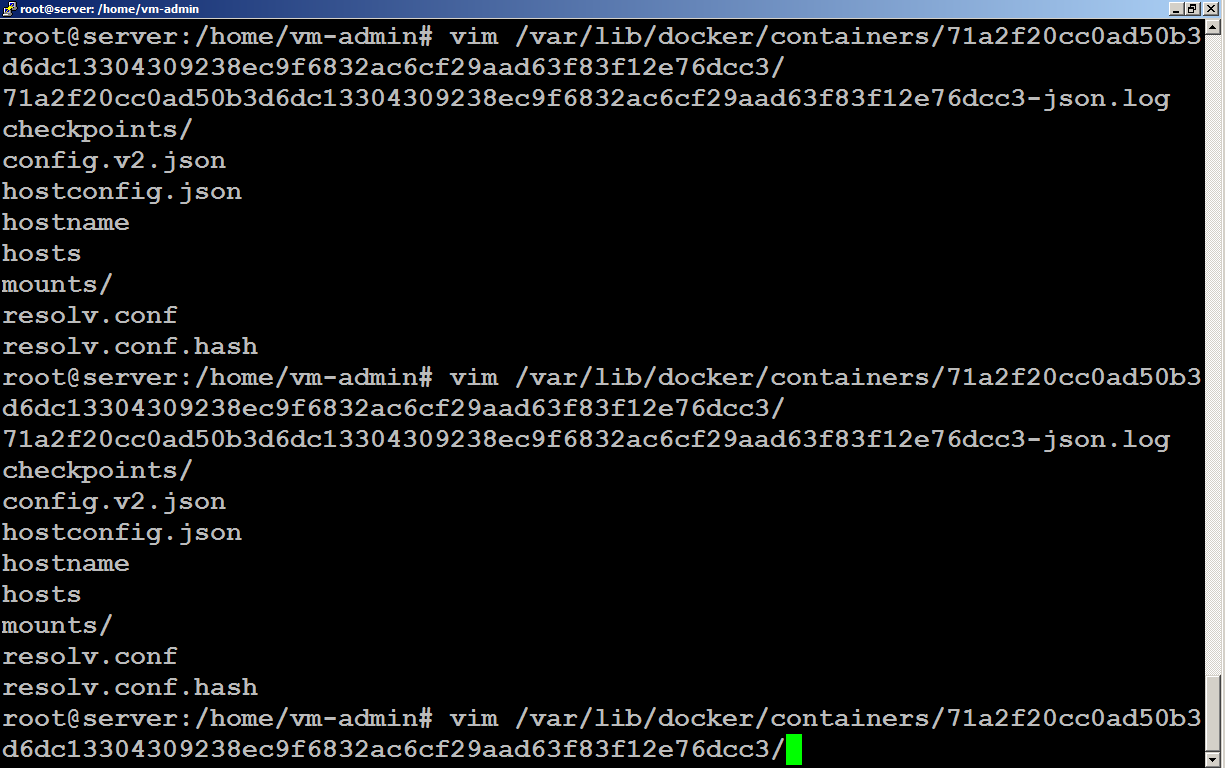 root@server: /home/vm-admin
root@server:/home/vm-admin# vim /var/lib/docker/containers/71a2f20cc0ad50b3
d6dc13304309238ec9f6832ac6cf29aad63f83f12e76dcc3/
71a2f20cc0ad50b3d6dc13304309238ec9f6832ac6cf29aad63f83f12e76dcc3-json.log
checkpoints/
config.v2.json
hostconfig.json
hostname
hosts
mounts/
resolv.conf
resolv.conf.hash
root@server:/home/vm-admin# vim /var/lib/docker/containers/71a2f20cc0ad50b3
d6dc13304309238ec9f6832ac6cf29aad63f83f12e76dcc3/
71a2f20cc0ad50b3d6dc13304309238ec9f6832ac6cf29aad63f83f12e76dcc3-json.log
checkpoints/
config.v2.json
hostconfig.json
hostname
hosts
mounts/
resolv.conf
resolv.conf.hash
root@server:/home/vm-admin# vim /var/lib/docker/containers/71a2f20cc0ad50b3
d6dc13304309238ec9f6832ac6cf29aad63f83f12e76dcc3/